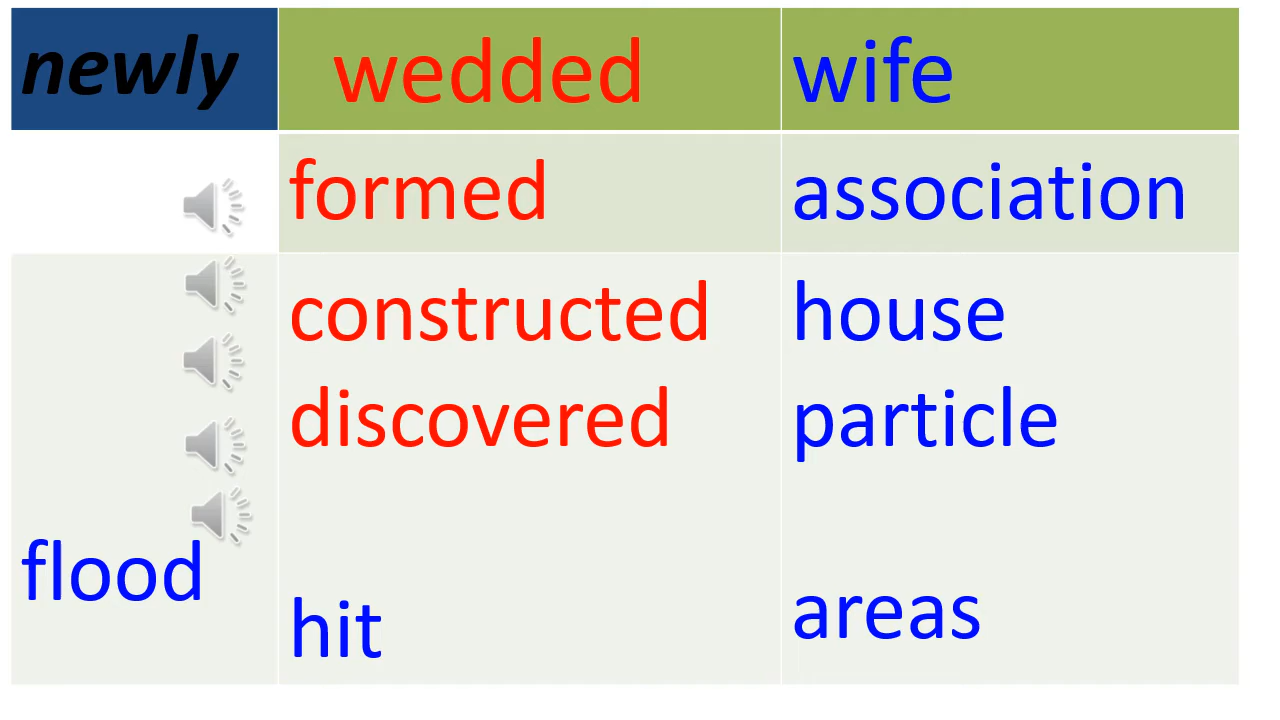 newly wedded wife
formed association
constructed house
discovered particle
flood hit areas